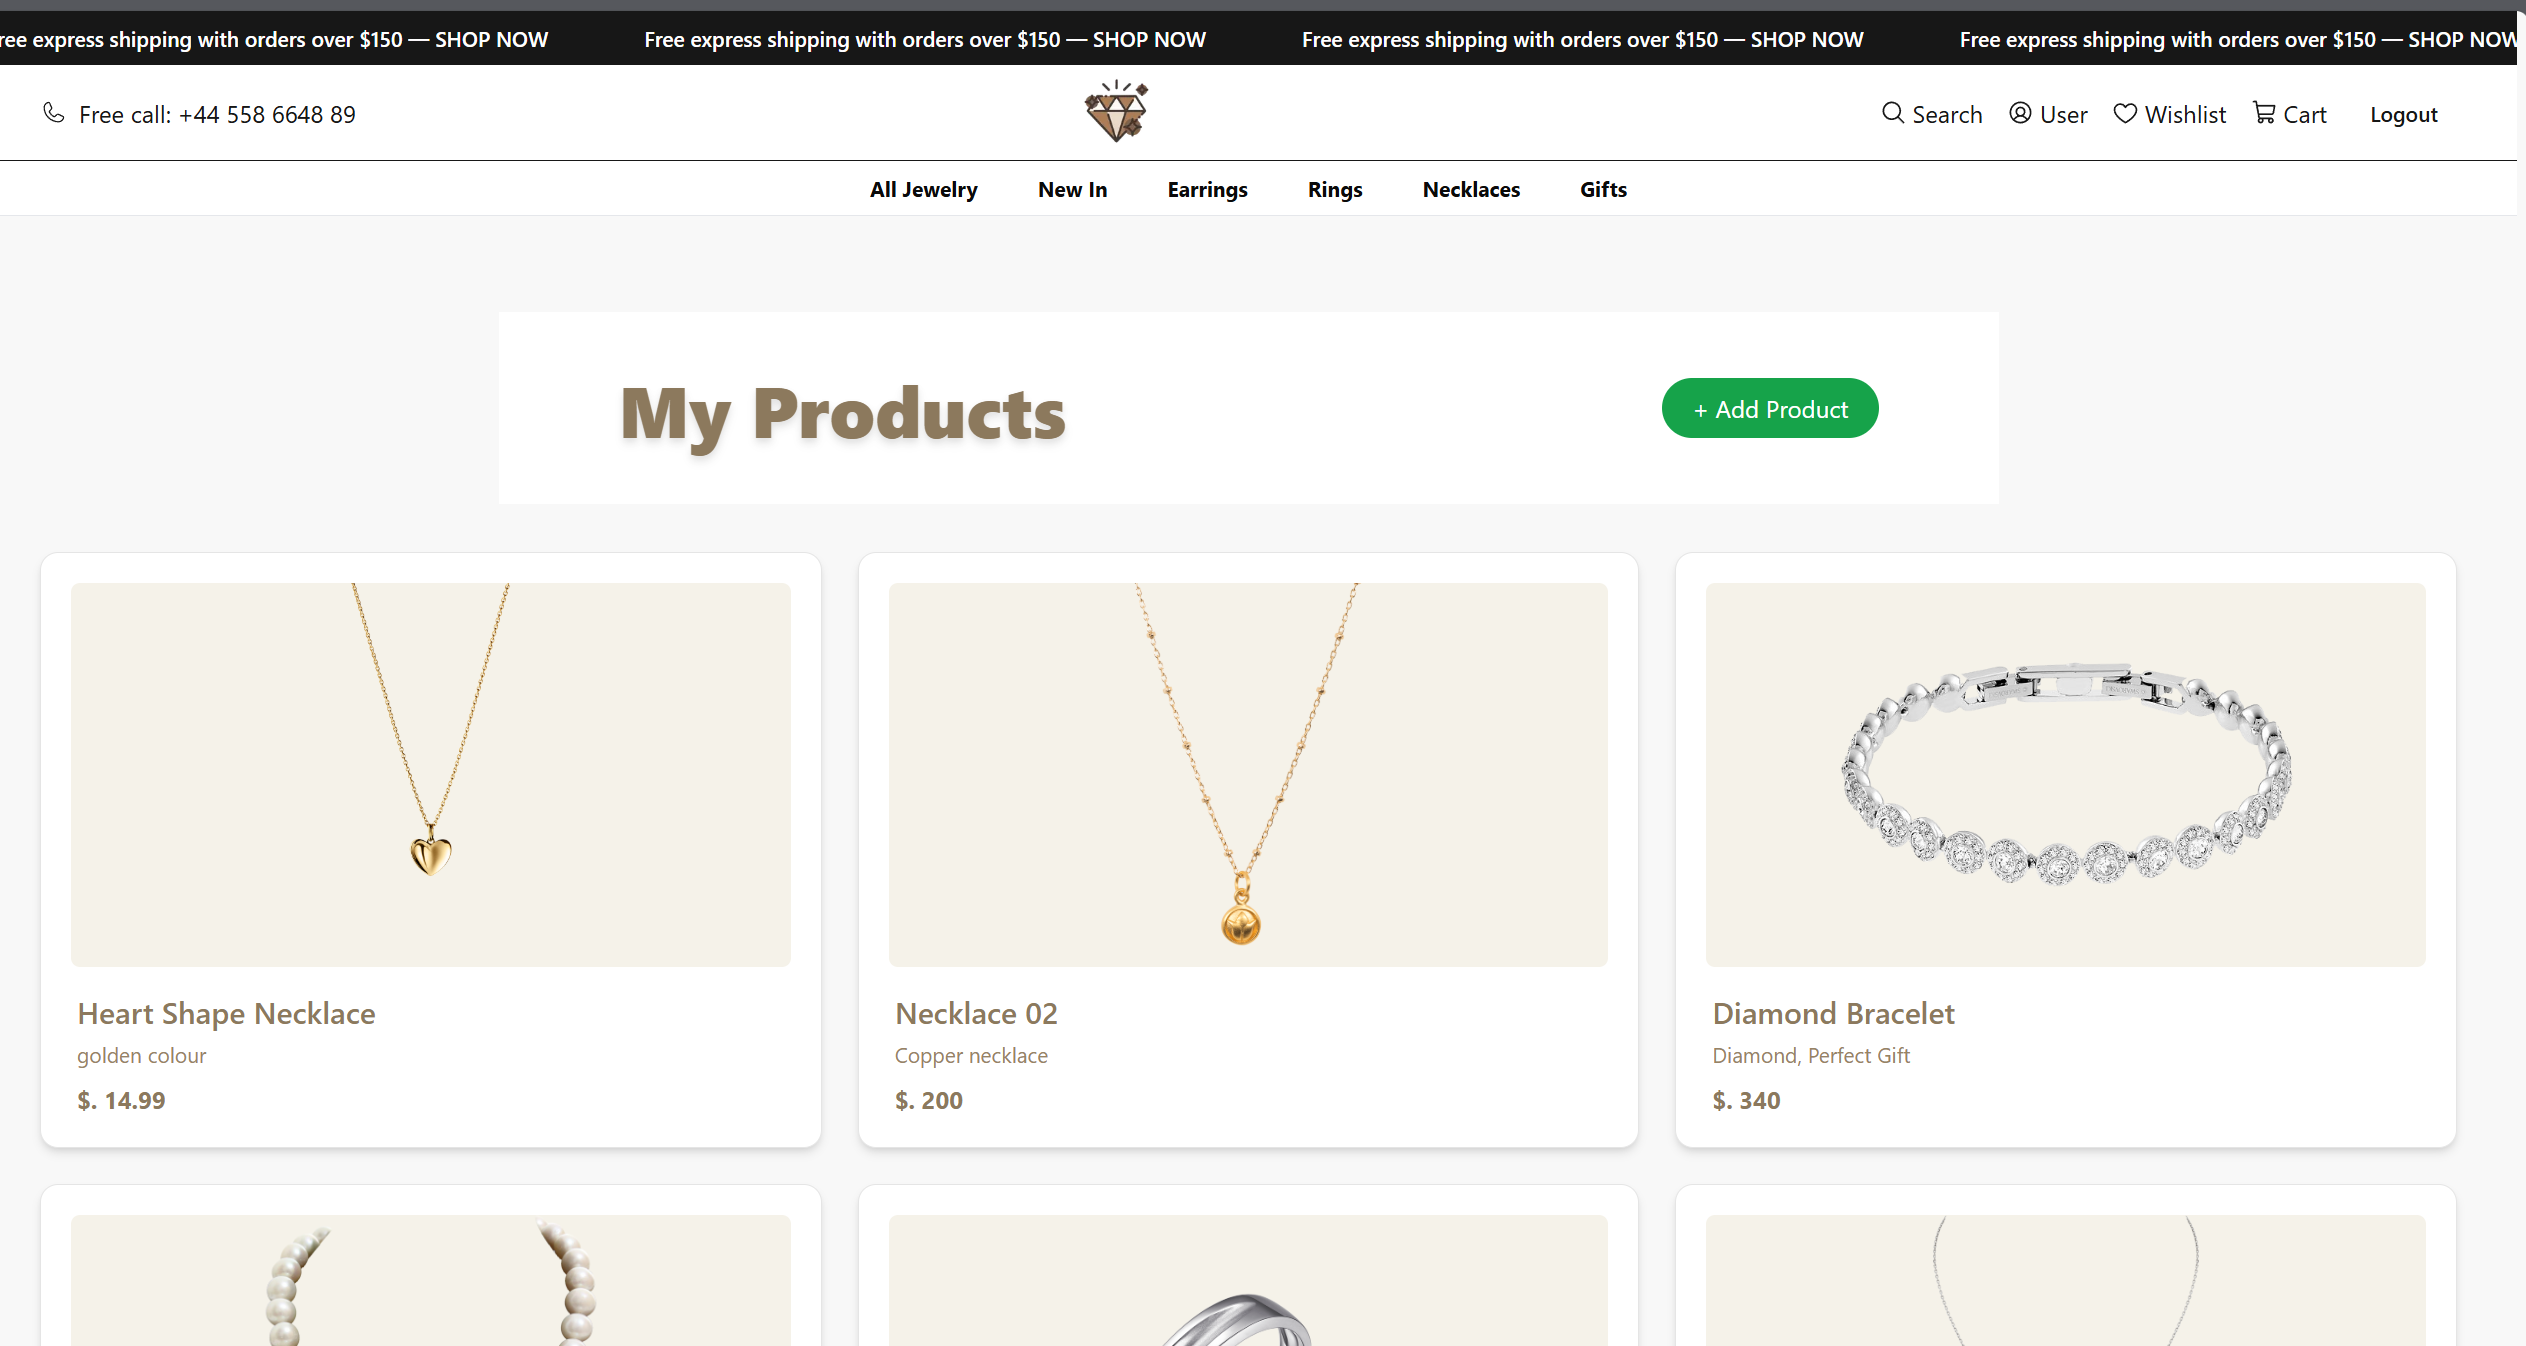 ree express shipping with orders over $150 — SHOP NOW Free express shipping with orders over $150 — SHOP NOW Free express shipping with orders over $150 — SHOP NOW Free express shipping with orders over $150 — SHOP NOW
Free call: +44 558 6648 89 Search User Wishlist Cart Logout
All Jewelry New In Earrings Rings Necklaces Gifts
My Products + Add Product
Heart Shape Necklace Necklace 02 Diamond Bracelet
golden colour Copper necklace Diamond, Perfect Gift
$. 14.99 $. 200 $. 340